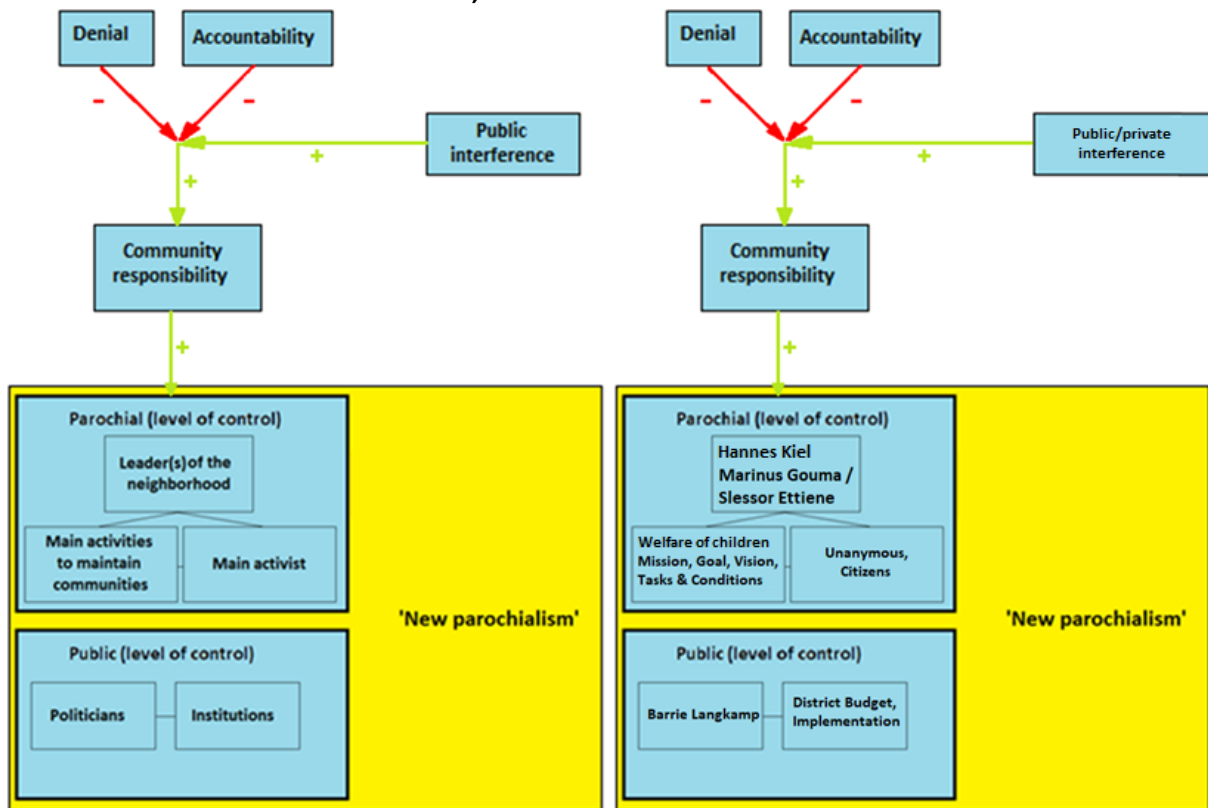 Denial
Accountability
-
-
Public
interference
+
+
Community
responsibility
+
Parochial (level of control)
Leader(s)of the
neighborhood
Main activities
to maintain
communities
Main activist
'New parochialism'
Public (level of control)
Politicians
Institutions
Denial
Accountability
-
-
Public/private
interference
+
+
Community
responsibility
+
Parochial (level of control)
Hannes Kiel
Marinus Gouma /
Slessor Ettiene
Welfare of children
Mission, Goal, Vision,
Tasks & Conditions
Unanymous,
Citizens
'New parochialism'
Public (level of control)
Barrie Langkamp
District Budget,
Implementation